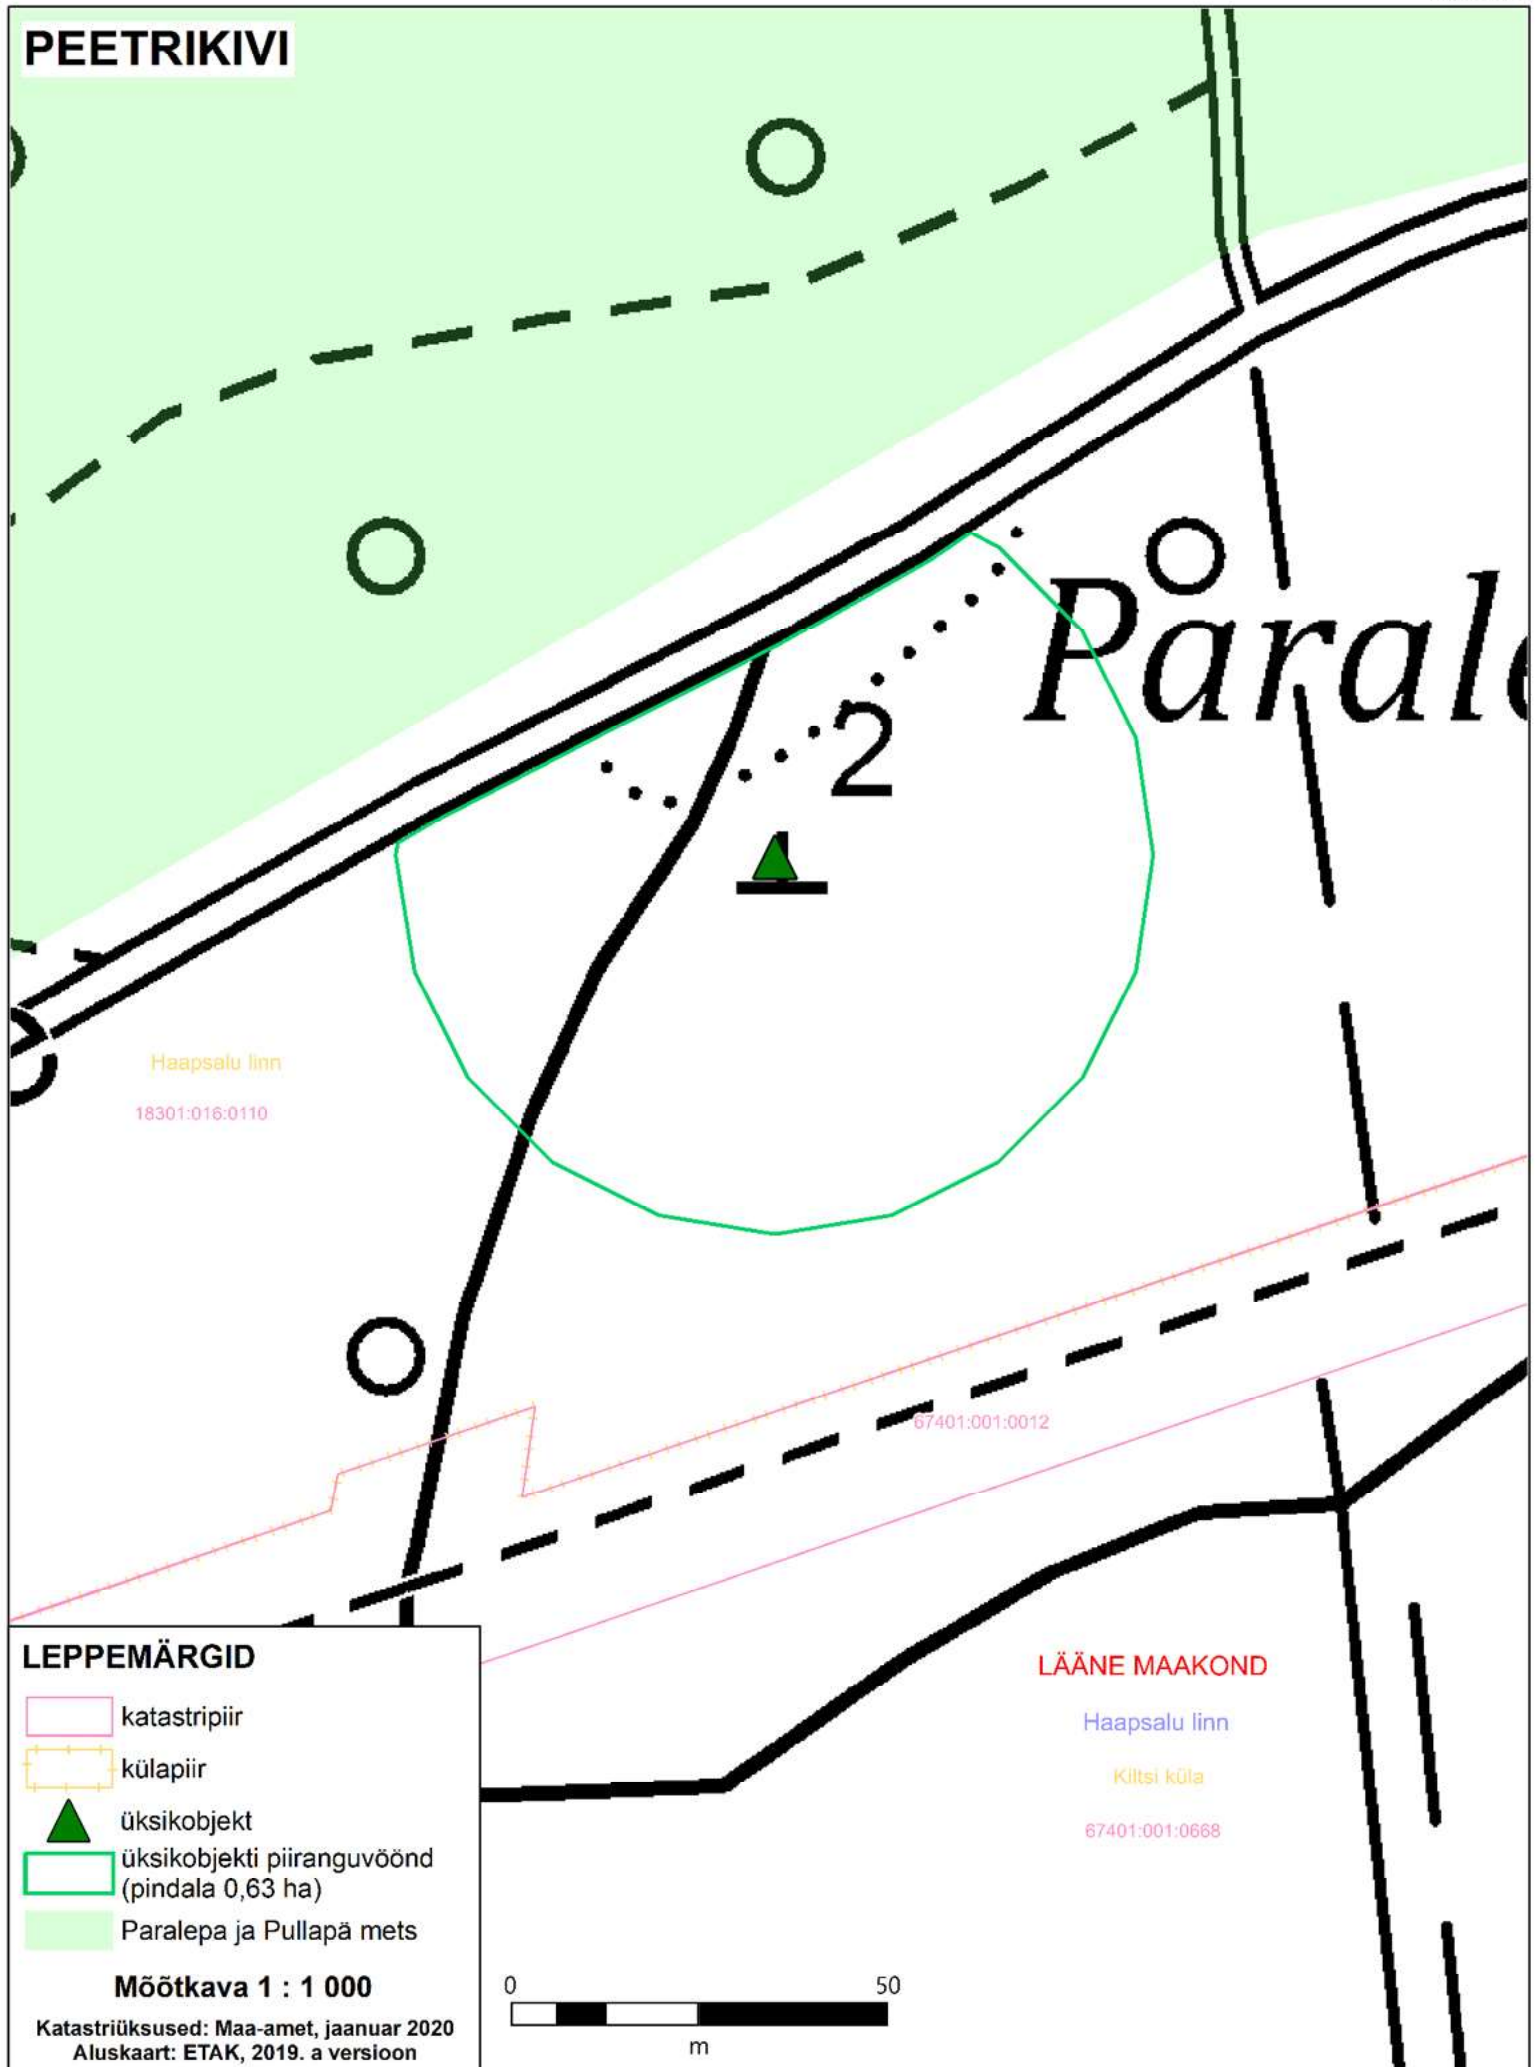 PEETRIKIVI
2
Haapsalu linn
18301:016:0110
67401:001:0012
LÄÄNE MAAKOND
Haapsalu linn
Kiltsi küla
67401:001:0668
LEPPEMÄRGID
katastripiir
külapiir
üksikobjekt
üksikobjekti piiranguvöönd
(pindala 0,63 ha)
Paralepa ja Pullapä mets
Mõõtkava 1 : 1 000
Katastriüksused: Maa-amet, jaanuar 2020
Aluskaart: ETAK, 2019. a versioon
0 50
m